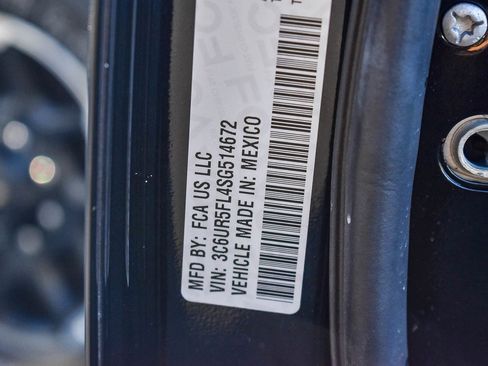 MFD BY: FCA US LLC
VIN: 3C6UR5FL4SG514672
VEHICLE MADE IN: MEXICO